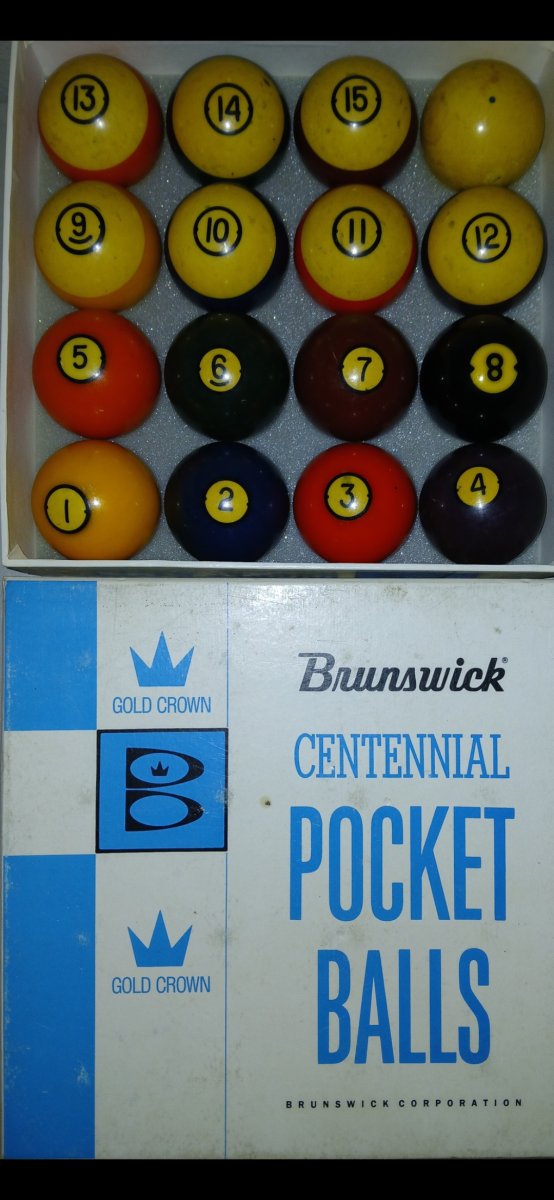 13 14 15
9 10 11 12
5 6 7 8
1 2 3 4
Brunswick®
GOLD CROWN
CENTENNIAL
B
POCKET
BALLS
GOLD CROWN
BRUNSWICK CORPORATION